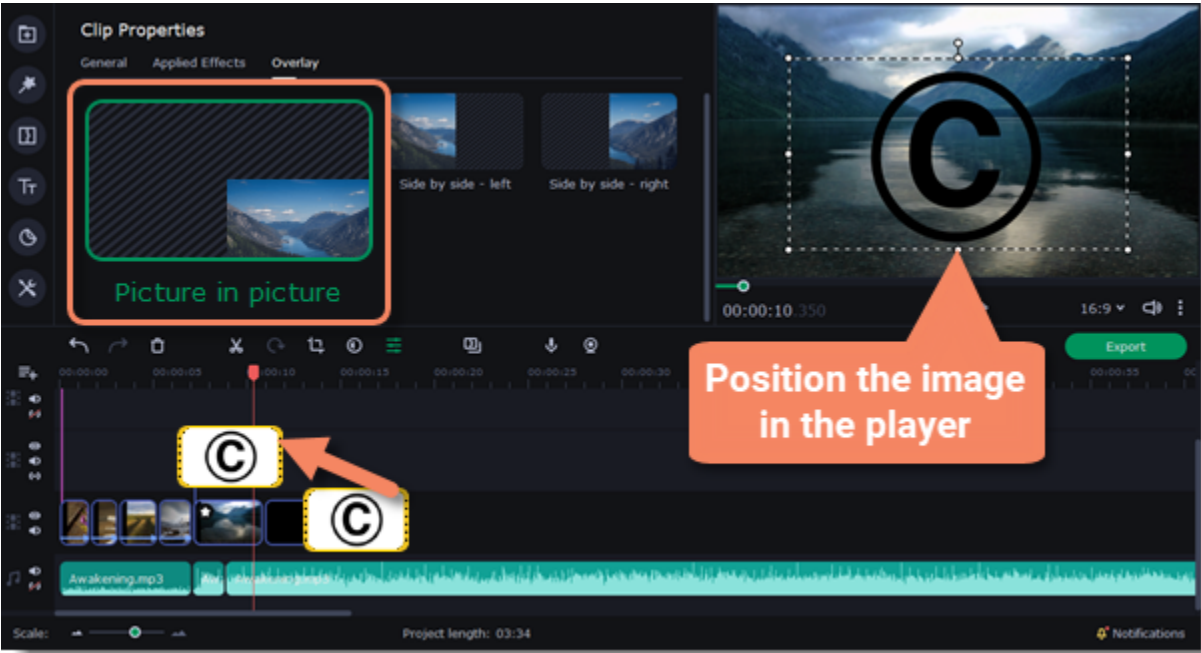 Clip Properties
General Applied Effects Overlay
Side by side - left Side by side - right
Picture in picture
©
00:00:10.350
16:9
Export
00:00:00 00:00:05 00:00:10 00:00:15 00:00:20 00:00:25 00:00:30 00:00:55
Position the image
in the player
©
©
Awakening.mp3
Scale:
Project length: 03:34
Notifications